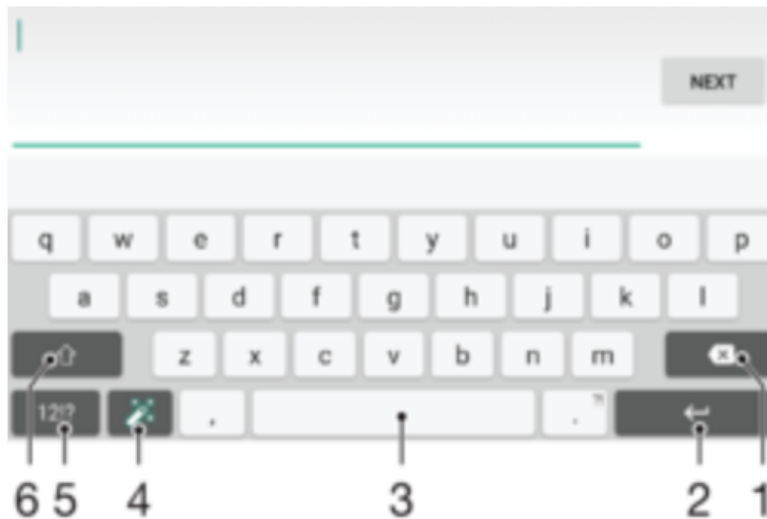 NEXT
q w e r t y u i o p
a s d f g h j k l
z x c v b n m
12!? , . ?!
6 5 4 3 2 1